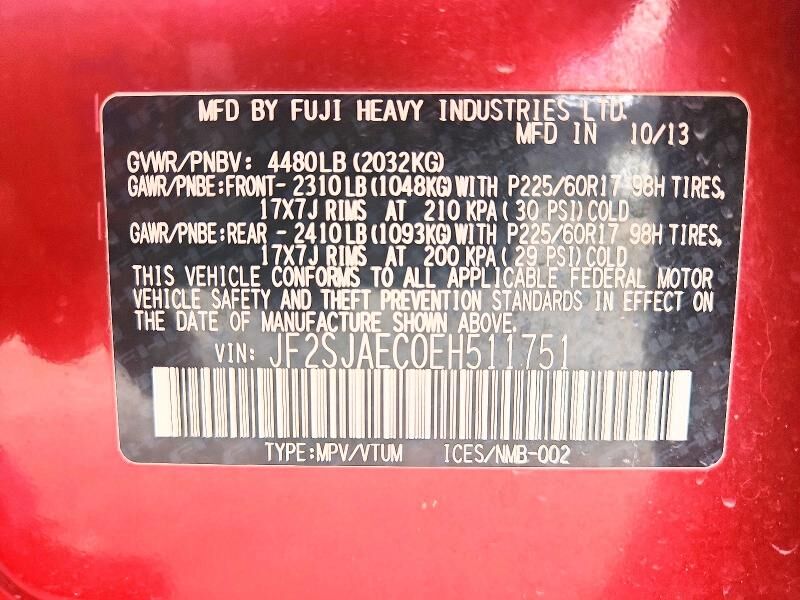 MFD BY FUJI HEAVY INDUSTRIES LTD.
MFD IN 10/13
GVWR/PNBV: 4480LB (2032KG)
GAWR/PNBE:FRONT- 2310LB (1048KG) WITH P225/60R17 98H TIRES,
17X7J RIMS AT 210 KPA( 30 PSI)COLD
GAWR/PNBE:REAR - 2410LB (1093KG) WITH P225/60R17 98H TIRES,
17X7J RIMS AT 200 KPA( 29 PSI)COLD
THIS VEHICLE CONFORMS TO ALL APPLICABLE FEDERAL MOTOR
VEHICLE SAFETY AND THEFT PREVENTION STANDARDS IN EFFECT ON
THE DATE OF MANUFACTURE SHOWN ABOVE.
VIN: JF2SJAEC0EH511751
TYPE:MPV/VTUM ICES/NMB-002